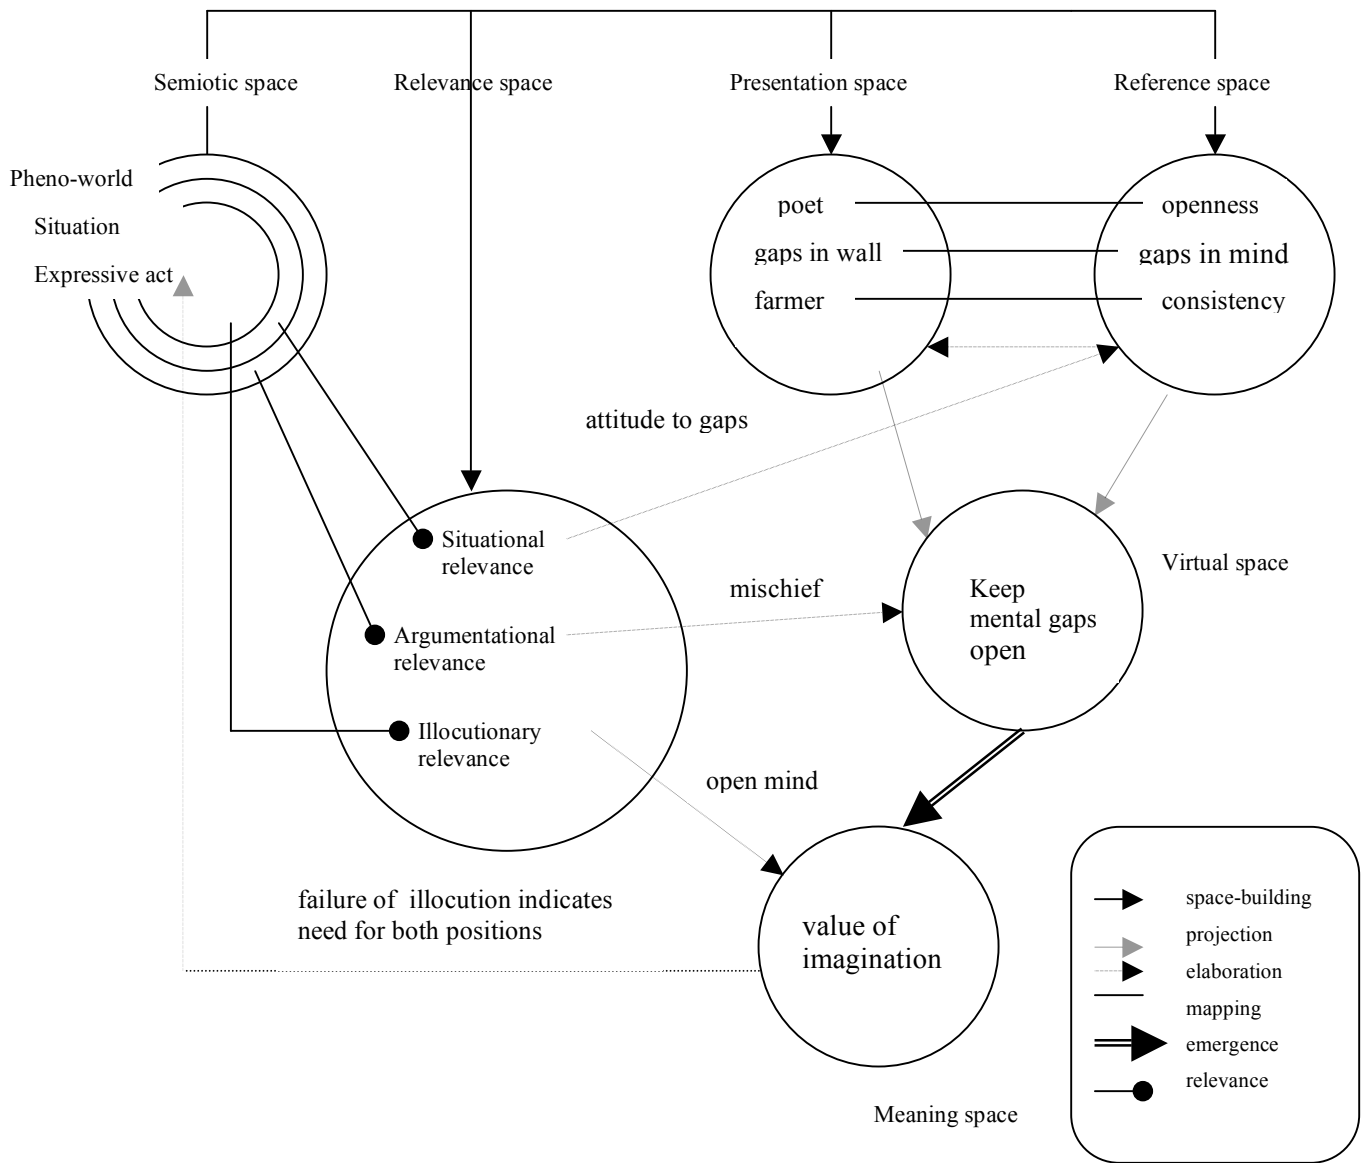 Semiotic space
Relevance space
Presentation space
Reference space
Pheno-world
Situation
Expressive act
poet
gaps in wall
farmer
openness
gaps in mind
consistency
attitude to gaps
Situational
relevance
Argumentational
relevance
Illocutionary
relevance
mischief
open mind
Keep
mental gaps
open
Virtual space
failure of illocution indicates
need for both positions
value of
imagination
Meaning space
space-building
projection
elaboration
mapping
emergence
relevance